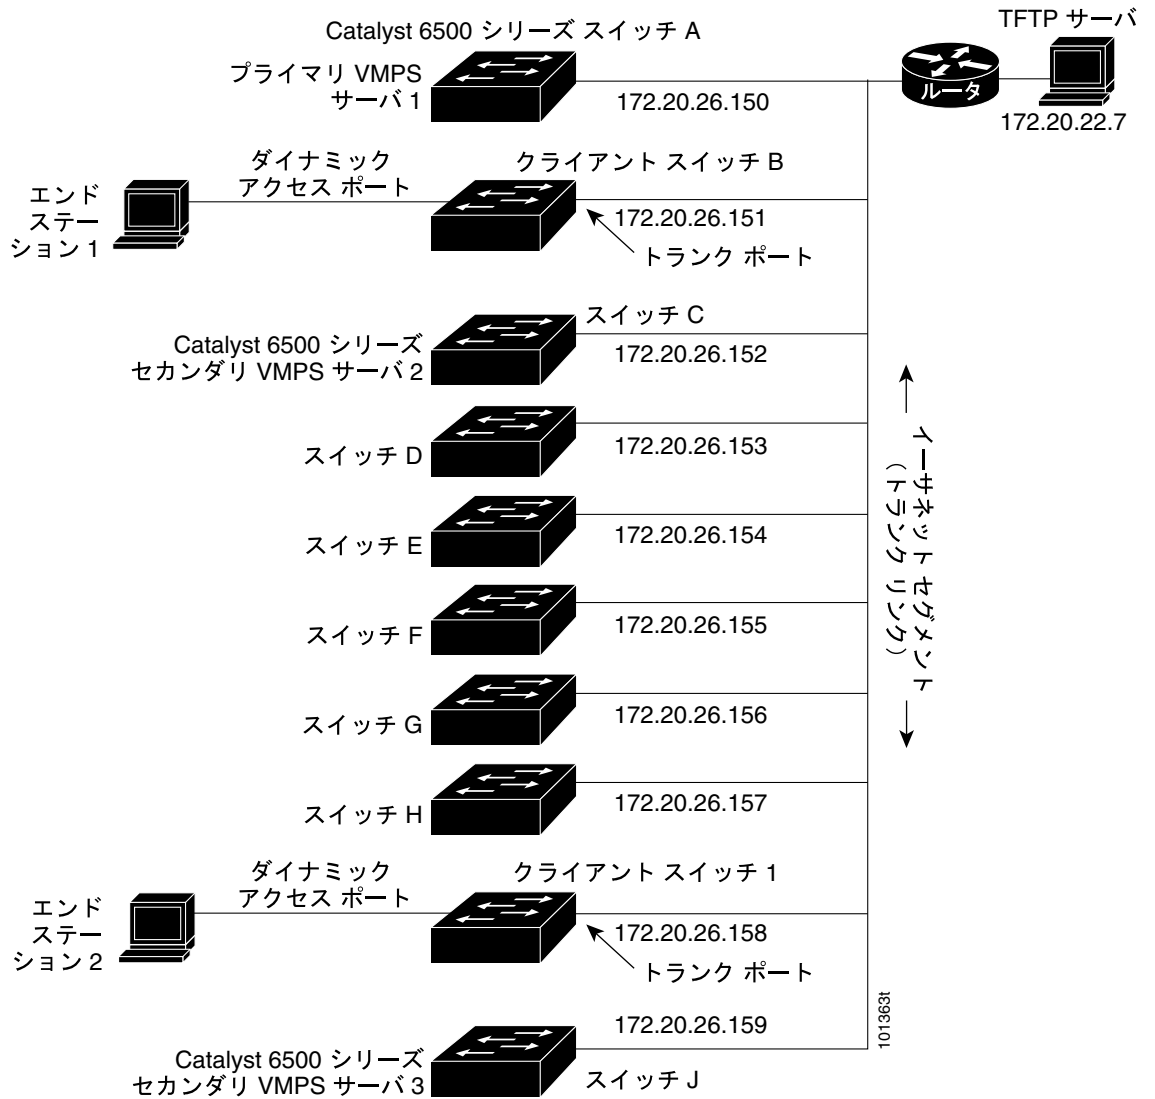 Catalyst 6500 シリーズ スイッチ A
TFTP サーバ
プライマリ VMPS
サーバ 1
172.20.26.150
ルータ
172.20.22.7
ダイナミック
アクセス ポート
クライアント スイッチ B
エンド
ステー
ション 1
172.20.26.151
トランク ポート
スイッチ C
Catalyst 6500 シリーズ
セカンダリ VMPS サーバ 2
172.20.26.152
スイッチ D
172.20.26.153
イーサネット セグメント
(トランク リンク)
スイッチ E
172.20.26.154
スイッチ F
172.20.26.155
スイッチ G
172.20.26.156
スイッチ H
172.20.26.157
ダイナミック
アクセス ポート
クライアント スイッチ 1
エンド
ステー
ション 2
172.20.26.158
トランク ポート
172.20.26.159
101363t
Catalyst 6500 シリーズ
セカンダリ VMPS サーバ 3
スイッチ J